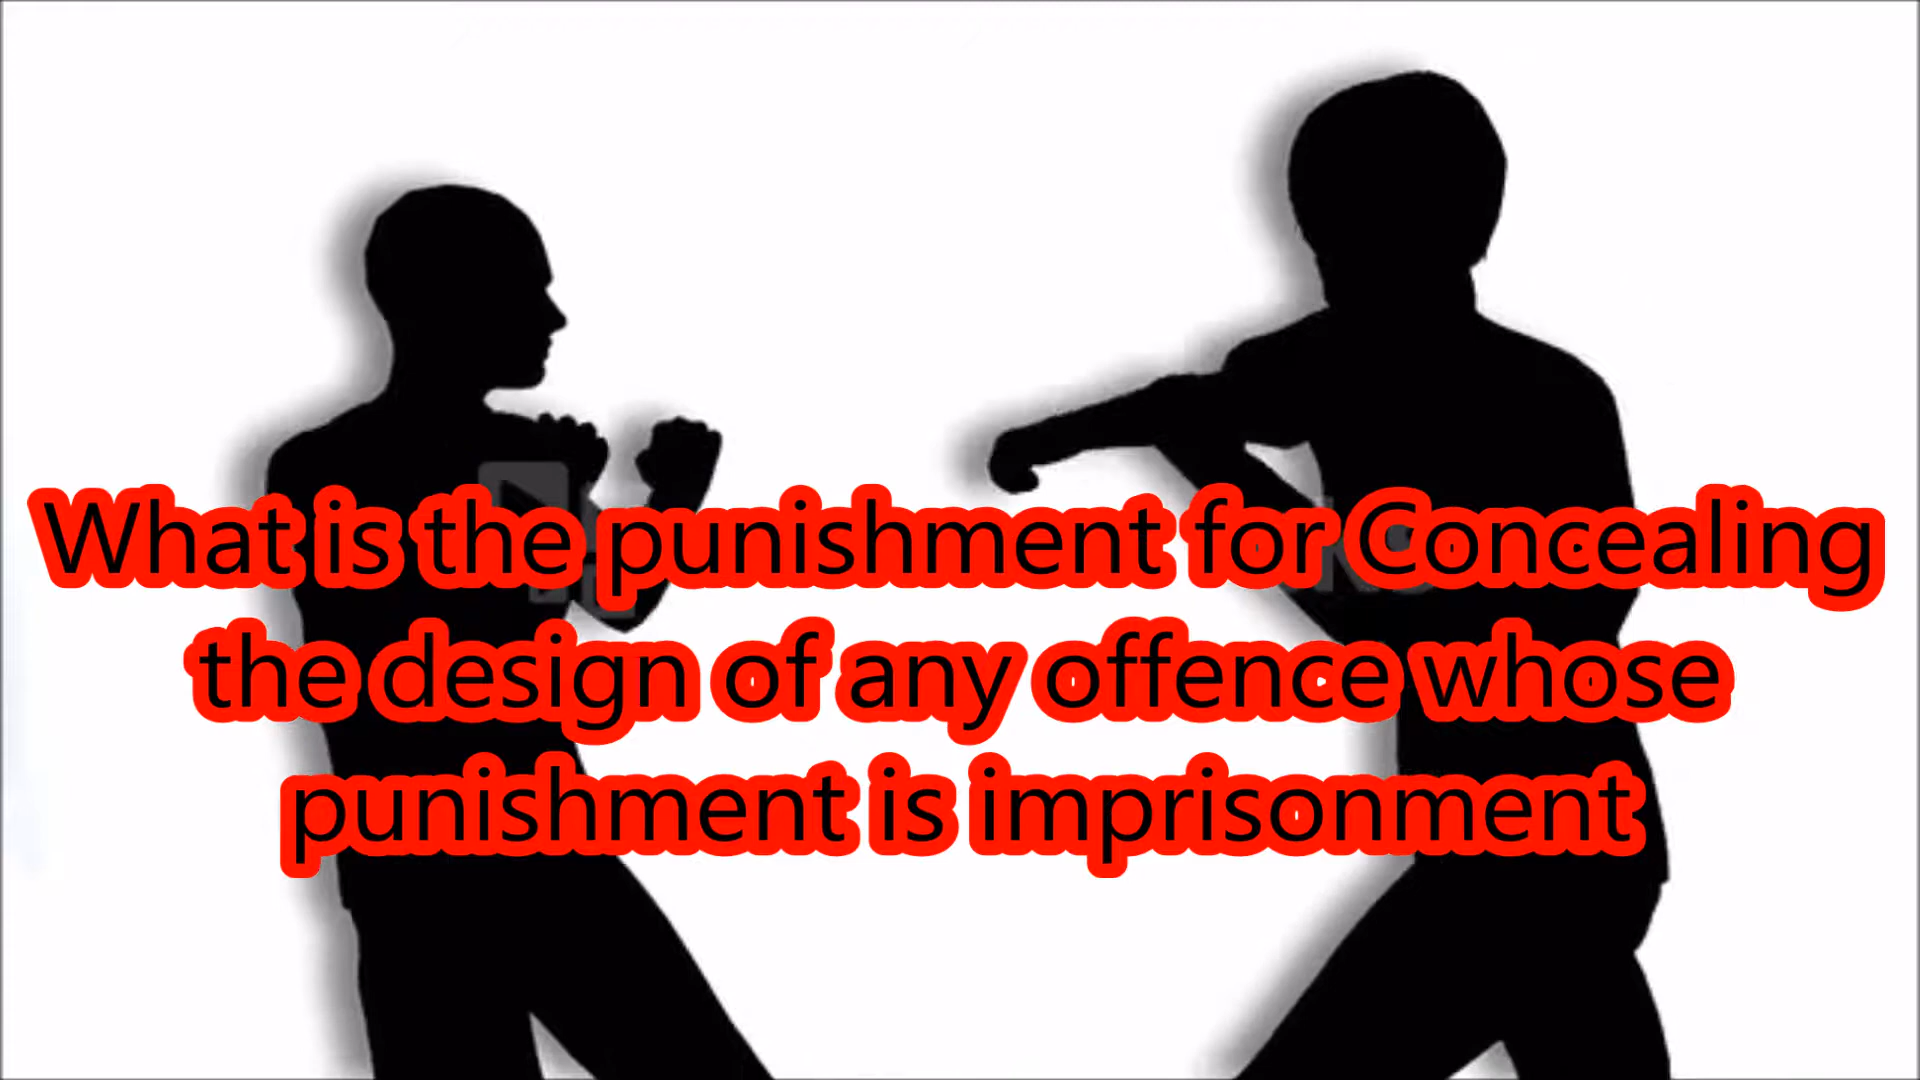 What is the punishment for Concealing
the design of any offence whose
punishment is imprisonment